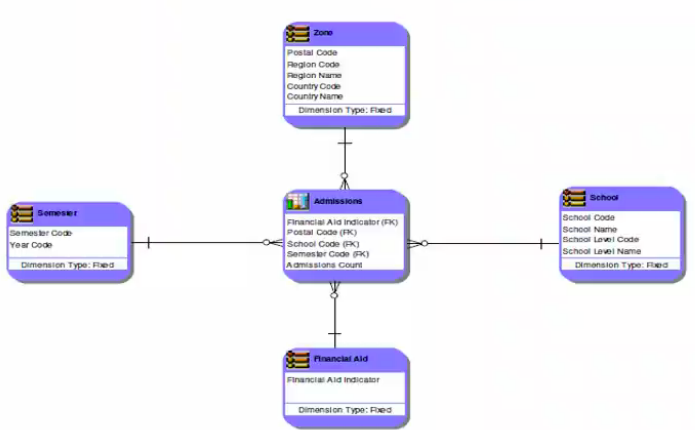 Zone
Postal Code
Region Code
Region Name
Country Code
Country Name
Dimension Type: Fixed
Semester
Semester Code
Year Code
Dimension Type: Fixed
Admissions
Financial Aid Indicator (FK)
Postal Code (FK)
School Code (FK)
Semester Code (FK)
Admissions Count
School
School Code
School Name
School Level Code
School Level Name
Dimension Type: Fixed
Financial Aid
Financial Aid Indicator
Dimension Type: Fixed